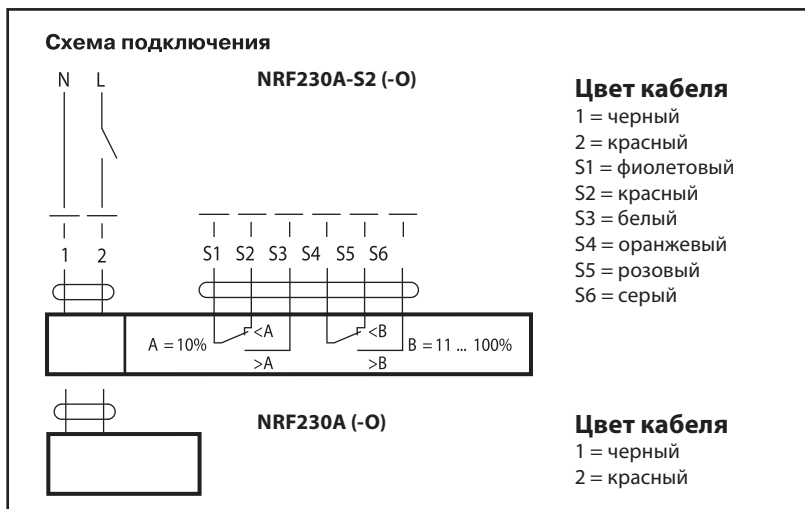 Схема подключения
N L
NRF230A-S2 (-O)
Цвет кабеля
1 = черный
2 = красный
S1 = фиолетовый
S2 = красный
S3 = белый
S4 = оранжевый
S5 = розовый
S6 = серый
1 2 S1 S2 S3 S4 S5 S6
A = 10% <A <B B = 11 ... 100%
>A >B
NRF230A (-O)
Цвет кабеля
1 = черный
2 = красный